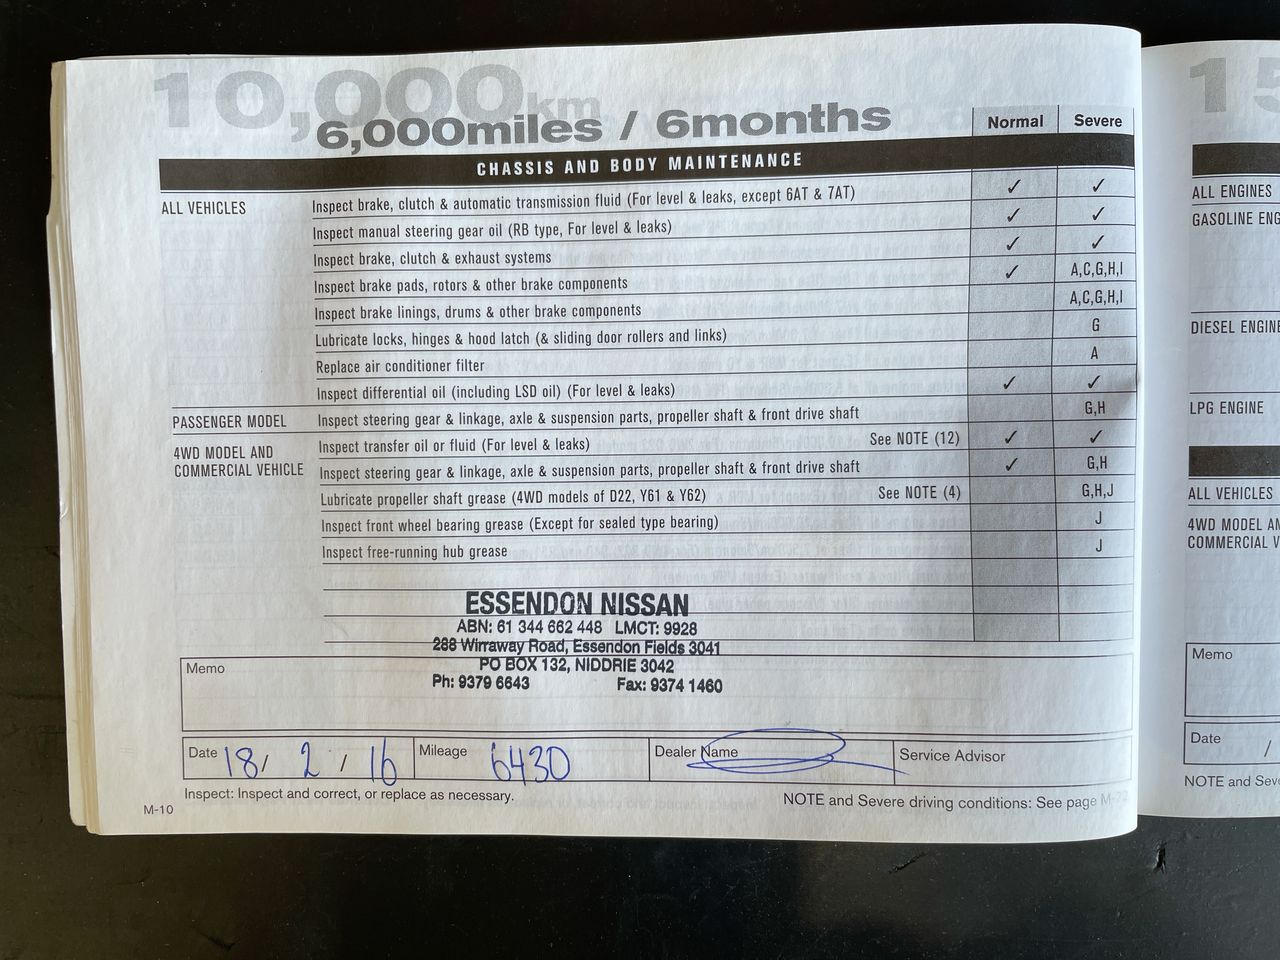 10,000km
6,000miles / 6months
Normal Severe
CHASSIS AND BODY MAINTENANCE
ALL VEHICLES Inspect brake, clutch & automatic transmission fluid (For level & leaks, except 6AT & 7AT) ✓ ✓
Inspect manual steering gear oil (RB type, For level & leaks) ✓ ✓
Inspect brake, clutch & exhaust systems ✓ ✓
Inspect brake pads, rotors & other brake components ✓ A,C,G,H,I
Inspect brake linings, drums & other brake components A,C,G,H,I
Lubricate locks, hinges & hood latch (& sliding door rollers and links) G
Replace air conditioner filter A
Inspect differential oil (including LSD oil) (For level & leaks) ✓ ✓
PASSENGER MODEL Inspect steering gear & linkage, axle & suspension parts, propeller shaft & front drive shaft G,H
4WD MODEL AND
COMMERCIAL VEHICLE
Inspect transfer oil or fluid (For level & leaks) See NOTE (12) ✓ ✓
Inspect steering gear & linkage, axle & suspension parts, propeller shaft & front drive shaft ✓ G,H
Lubricate propeller shaft grease (4WD models of D22, Y61 & Y62) See NOTE (4) G,H,J
Inspect front wheel bearing grease (Except for sealed type bearing) J
Inspect free-running hub grease J
ESSENDON NISSAN
ABN: 61 344 662 448 LMCT: 9928
288 Wirraway Road, Essendon Fields 3041
PO BOX 132, NIDDRIE 3042
Ph: 9379 6643 Fax: 9374 1460
Memo
Date 18/ 2 / 16 Mileage 6430 Dealer Name Service Advisor
Inspect: Inspect and correct, or replace as necessary.
NOTE and Severe driving conditions: See page M-22
M-10
15
ALL ENGINES
GASOLINE ENG
DIESEL ENGINE
LPG ENGINE
ALL VEHICLES
4WD MODEL AN
COMMERCIAL V
Memo
Date /
NOTE and Seve